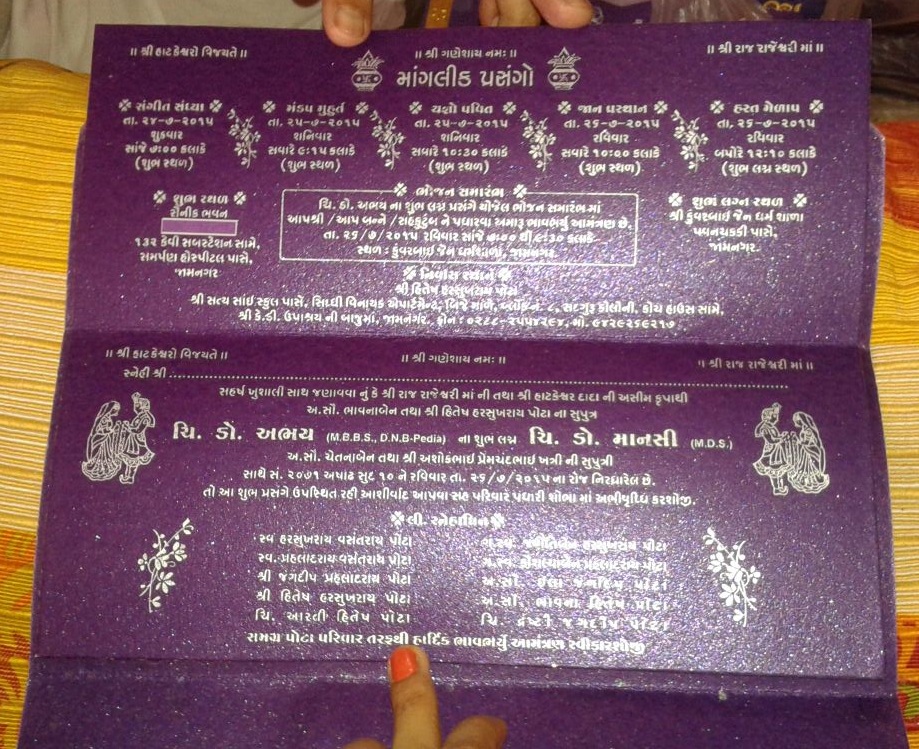 ॥ શ્રી હાટકેશ્વરો વિજયતે ॥
॥ શ્રી ગણેશાય નમઃ ॥
॥ શ્રી રાજ રાજેશ્વરી માઁ ॥
માંગલીક પ્રસંગો
સંગીત સંધ્યા
તા. ૨૪-૭-૨૦૧૫
શુક્રવાર
સાંજે ૭:૦૦ કલાકે
(શુભ સ્થળ)
મંડપ મુહુર્ત
તા. ૨૫-૭-૨૦૧૫
શનિવાર
સવારે ૯:૧૫ કલાકે
(શુભ સ્થળ)
યજ્ઞો પવિત
તા. ૨૫-૭-૨૦૧૫
શનિવાર
સવારે ૧૦:૩૦ કલાકે
(શુભ સ્થળ)
જાન પ્રસ્થાન
તા. ૨૬-૭-૨૦૧૫
રવિવાર
સવારે ૧૦:૦૦ કલાકે
(શુભ સ્થળ)
હસ્ત મેળાપ
તા. ૨૬-૭-૨૦૧૫
રવિવાર
બપોરે ૧૨:૧૦ કલાકે
(શુભ લગ્ન સ્થળ)
શુભ સ્થળ
રોનીક ભવન
૧૩૨ કેવી સબસ્ટેશન સામે,
સમર્પણ હોસ્પીટલ પાસે,
જામનગર
ભોજન સમારંભ
ચિ. ડો. અભય ના શુભ લગ્ન પ્રસંગે યોજેલ ભોજન સમારંભ માં
આપશ્રી / આપ બન્ને / સહકુટુંબ ને પધારવા અમારૂ ભાવભર્યુ આમંત્રણ છે.
તા. ૨૬/૭/૨૦૧૫ રવિવાર સાંજે ૭:૦૦ થી ૯:૩૦ કલાકે
સ્થળ : કુંવરબાઈ જૈન ધર્મશાળા, જામનગર
શુભ લગ્ન સ્થળ
શ્રી કુંવરબાઈ જૈન ધર્મ શાળા
પવનચક્કી પાસે,
જામનગર.
નિવાસ સ્થાન
શ્રી હિતેષ હરસુખરાય પોટા
શ્રી સત્ય સાંઈ સ્કુલ પાસે, સિધ્ધી વિનાયક એપાર્ટમેન્ટ, બિજે માળે, બ્લોક નં. ૮, સદગુરૂ કોલોની, કોચ હાઉસ સામે,
શ્રી કે.ડી. ઉપાશ્રય ની બાજુમાં, જામનગર. ફોન : ૦૨૮૮-૨૫૫૪૨૯૪, મો. ૯૪૨૯૨૬૯૨૧૭
॥ શ્રી હાટકેશ્વરો વિજયતે ॥
॥ શ્રી ગણેશાય નમઃ ॥
॥ શ્રી રાજ રાજેશ્વરી માઁ ॥
સ્નેહી શ્રી
સહર્ષ ખુશાલી સાથ જણાવવા નું કે શ્રી રાજ રાજેશ્વરી માઁ ની તથા શ્રી હાટકેશ્વર દાદા ની અસીમ કૃપાથી
અ.સૌ. ભાવનાબેન તથા શ્રી હિતેષ હરસુખરાય પોટા ના સુપુત્ર
ચિ. ડો. અભય (M.B.B.S., D.N.B-Pedia) ના શુભ લગ્ન ચિ. ડો. માનસી (M.D.S.)
અ.સૌ. ચેતનાબેન તથા શ્રી અશોકભાઈ પ્રેમચંદભાઈ ખત્રી ની સુપુત્રી
સાથે સં. ૨૦૭૧ અષાઢ સુદ ૧૦ ને રવિવાર તા. ૨૬/૭/૨૦૧૫ ના રોજ નિરધારેલ છે.
તો આ શુભ પ્રસંગે ઉપસ્થિત રહી આશીર્વાદ આપવા સહ પરિવારે પધારી શોભા માં અભીવૃધ્ધિ કરશોજી.
લી. સ્નેહાધિન
સ્વ હરસુખરાય વસંતરાય પોટા
સ્વ. પ્રહલાદરાય વસંતરાય પોટા
શ્રી જગદીપ પ્રહલાદરાય પોટા
શ્રી હિતેષ હરસુખરાય પોટા
ચિ. આરતી હિતેષ પોટા
ગં.સ્વ. હરસુખરાય પોટા
ગં.સ્વ. પ્રહલાદરાય પોટા
અ.સૌ. ઈલા જગદિપ પોટા
અ.સૌ. ભાવના હિતેષ પોટા
ચિ. જગદીપ પોટા
સમગ્ર પોટા પરિવાર તરફથી હાર્દિક ભાવભર્યુ આમંત્રણ સ્વીકારશોજી